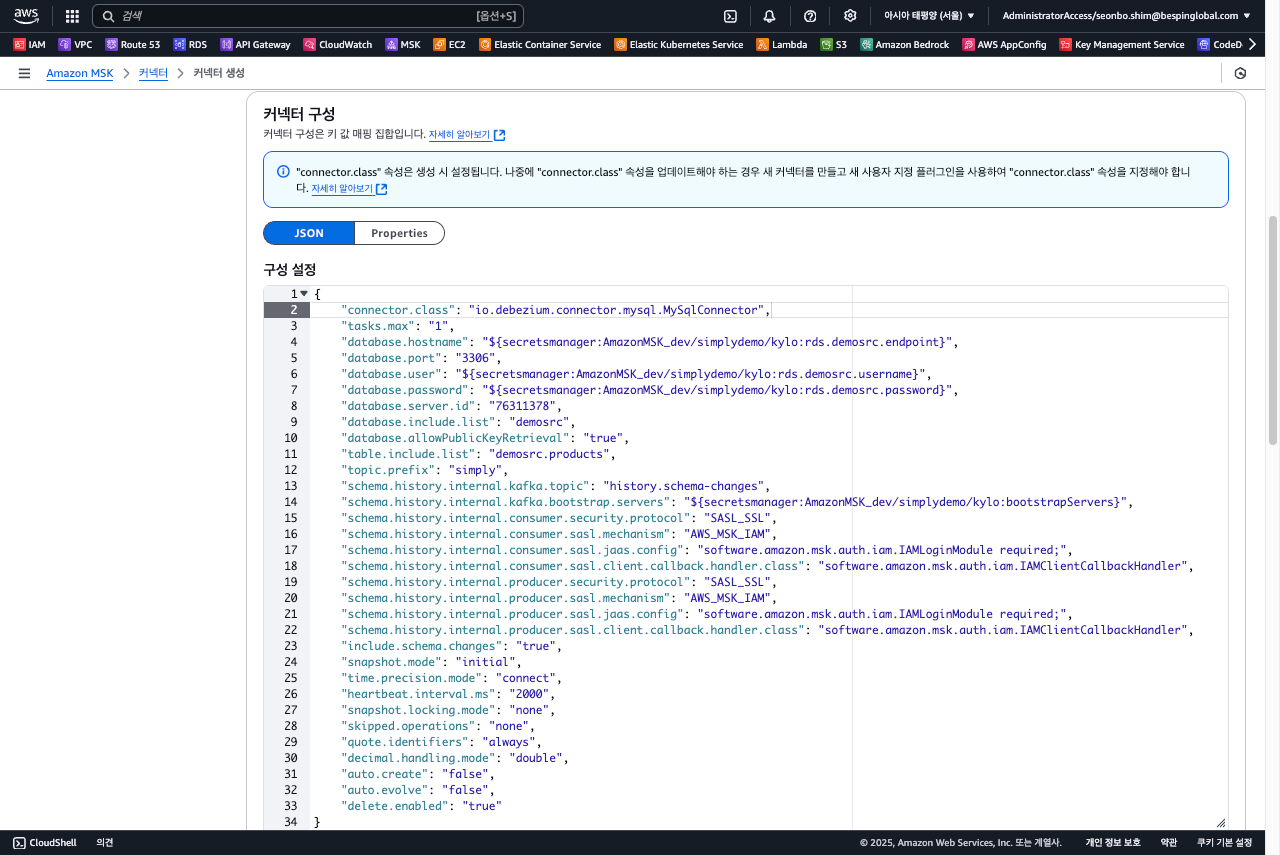 aws
검색 [옵션+S]
아시아 태평양 (서울) AdministratorAccess/seonbo.shim@bespinglobal.com
IAM VPC Route 53 RDS API Gateway CloudWatch MSK EC2 Elastic Container Service Elastic Kubernetes Service Lambda S3 Amazon Bedrock AWS AppConfig Key Management Service CodeD
Amazon MSK 커넥터 커넥터 생성
커넥터 구성
커넥터 구성은 키 값 매핑 집합입니다. 자세히 알아보기
"connector.class" 속성은 생성 시 설정됩니다. 나중에 "connector.class" 속성을 업데이트해야 하는 경우 새 커넥터를 만들고 새 사용자 지정 플러그인을 사용하여 "connector.class" 속성을 지정해야 합니
다. 자세히 알아보기
JSON Properties
구성 설정
1 {
2 "connector.class": "io.debezium.connector.mysql.MySqlConnector",
3 "tasks.max": "1",
4 "database.hostname": "${secretsmanager:AmazonMSK_dev/simplydemo/kylo:rds.demosrc.endpoint}",
5 "database.port": "3306",
6 "database.user": "${secretsmanager:AmazonMSK_dev/simplydemo/kylo:rds.demosrc.username}",
7 "database.password": "${secretsmanager:AmazonMSK_dev/simplydemo/kylo:rds.demosrc.password}",
8 "database.server.id": "76311378",
9 "database.include.list": "demosrc",
10 "database.allowPublicKeyRetrieval": "true",
11 "table.include.list": "demosrc.products",
12 "topic.prefix": "simply",
13 "schema.history.internal.kafka.topic": "history.schema-changes",
14 "schema.history.internal.kafka.bootstrap.servers": "${secretsmanager:AmazonMSK_dev/simplydemo/kylo:bootstrapServers}",
15 "schema.history.internal.consumer.security.protocol": "SASL_SSL",
16 "schema.history.internal.consumer.sasl.mechanism": "AWS_MSK_IAM",
17 "schema.history.internal.consumer.sasl.jaas.config": "software.amazon.msk.auth.iam.IAMLoginModule required;",
18 "schema.history.internal.consumer.sasl.client.callback.handler.class": "software.amazon.msk.auth.iam.IAMClientCallbackHandler",
19 "schema.history.internal.producer.security.protocol": "SASL_SSL",
20 "schema.history.internal.producer.sasl.mechanism": "AWS_MSK_IAM",
21 "schema.history.internal.producer.sasl.jaas.config": "software.amazon.msk.auth.iam.IAMLoginModule required;",
22 "schema.history.internal.producer.sasl.client.callback.handler.class": "software.amazon.msk.auth.iam.IAMClientCallbackHandler",
23 "include.schema.changes": "true",
24 "snapshot.mode": "initial",
25 "time.precision.mode": "connect",
26 "heartbeat.interval.ms": "2000",
27 "snapshot.locking.mode": "none",
28 "skipped.operations": "none",
29 "quote.identifiers": "always",
30 "decimal.handling.mode": "double",
31 "auto.create": "false",
32 "auto.evolve": "false",
33 "delete.enabled": "true"
34 }
CloudShell 의견 © 2025, Amazon Web Services, Inc. 또는 계열사. 개인 정보 보호 약관 쿠키 기본 설정